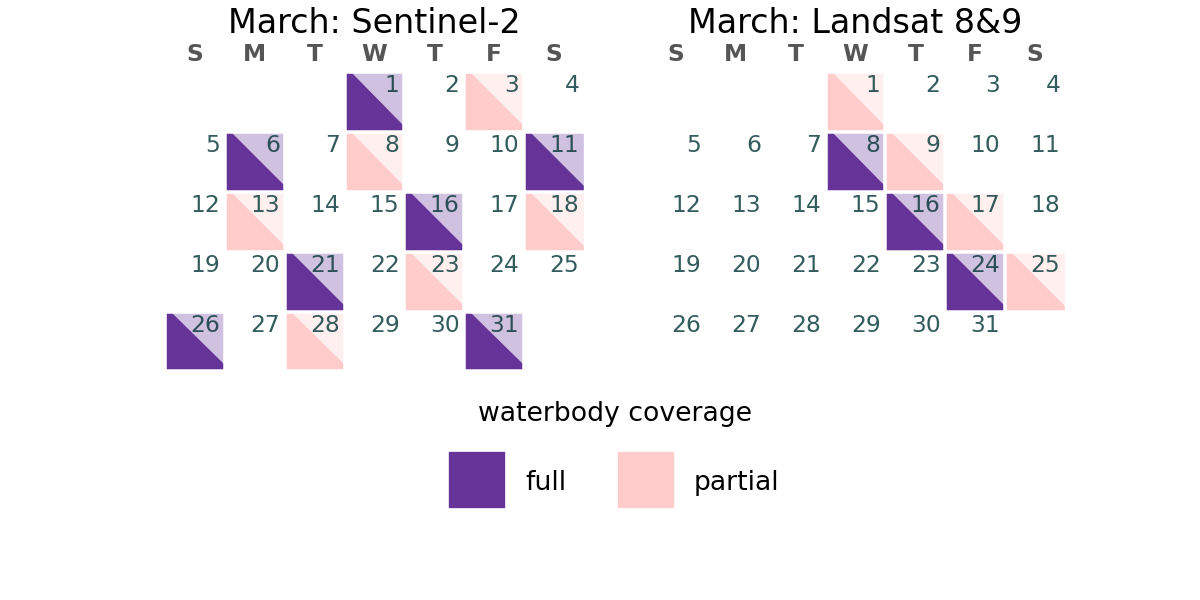 March: Sentinel-2
S M T W T F S
1 2 3 4
5 6 7 8 9 10 11
12 13 14 15 16 17 18
19 20 21 22 23 24 25
26 27 28 29 30 31
March: Landsat 8&9
S M T W T F S
1 2 3 4
5 6 7 8 9 10 11
12 13 14 15 16 17 18
19 20 21 22 23 24 25
26 27 28 29 30 31
waterbody coverage
full
partial